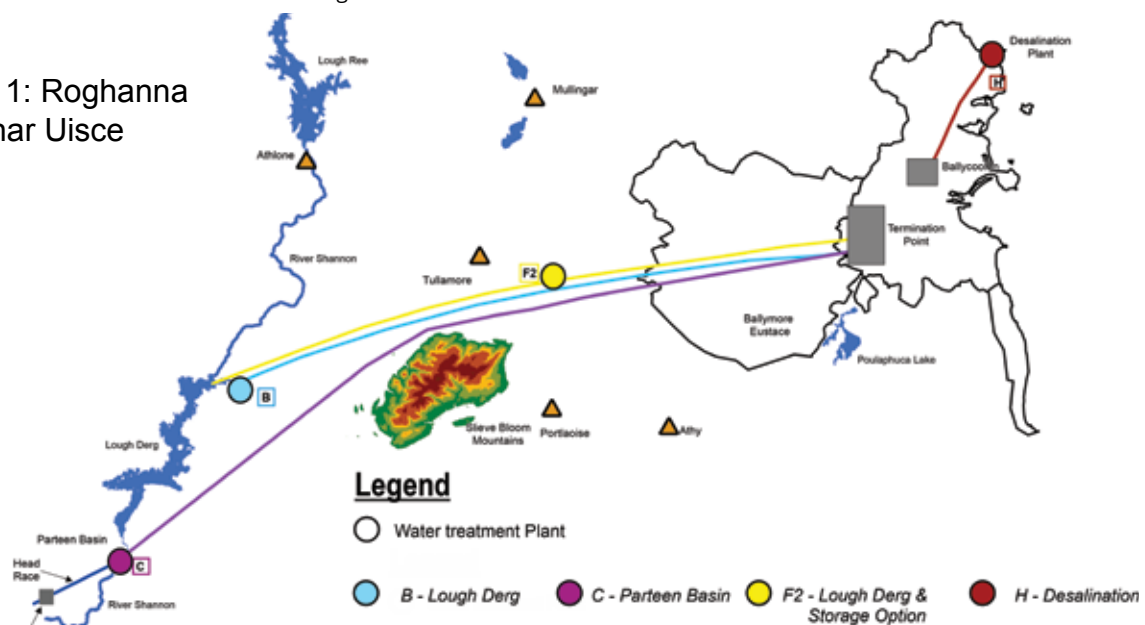 1: Roghanna
Uisce
Lough Ree
Mullingar
Desalination
Plant
H
Athlone
River Shannon
Termination
Point
Tullamore
F2
Ballymore
Eustace
Poulaphuca Lake
B
Lough Derg
Slieve Bloom
Mountains
Portlaoise
Athy
Legend
Water treatment Plant
Parteen Basin
C
Head
Race
River Shannon
B - Lough Derg
C - Parteen Basin
F2 - Lough Derg &
Storage Option
H - Desalination